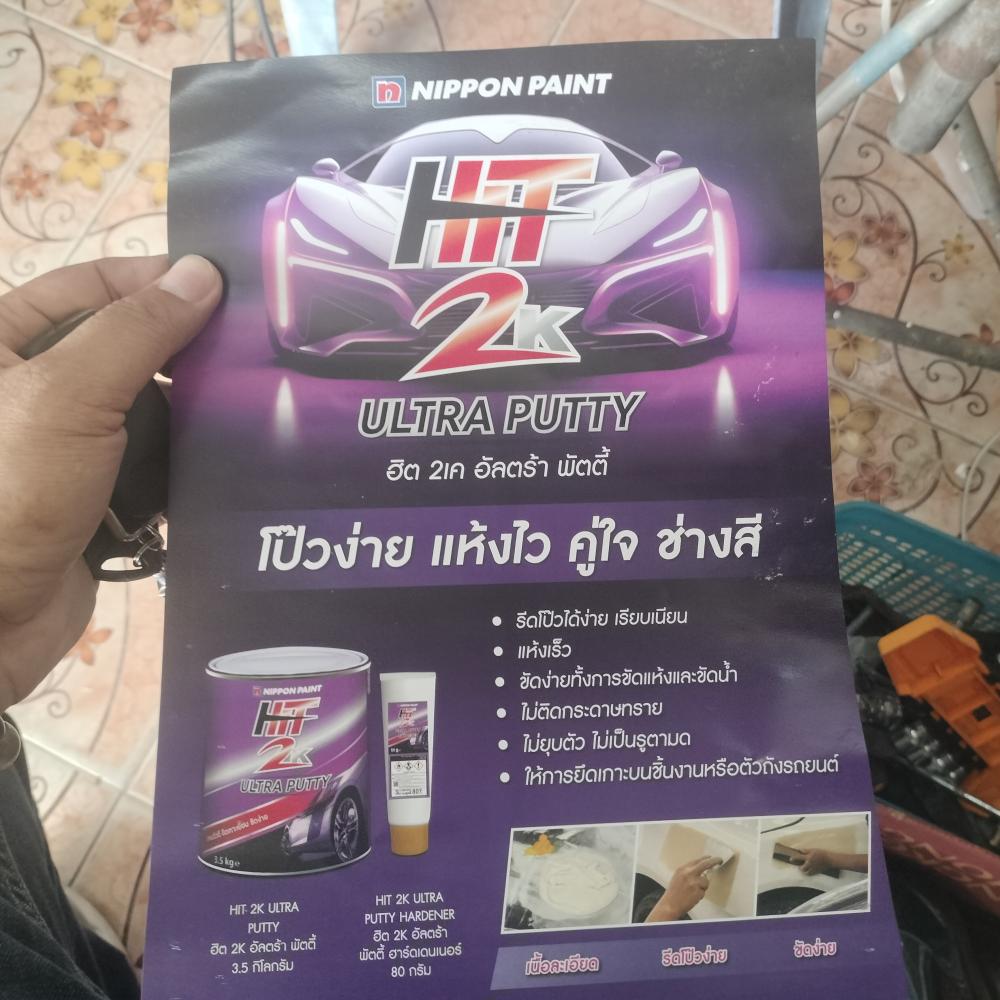 NIPPON PAINT
HIT
2K
ULTRA PUTTY
ฮิต 2เค อัลตร้า พัตตี้
โป๊วง่าย แห้งไว คู่ใจ ช่างสี
• รีดโป๊วได้ง่าย เรียบเนียน
• แห้งเร็ว
• ขัดง่ายทั้งการขัดแห้งและขัดน้ำ
• ไม่ติดกระดาษทราย
• ไม่ยุบตัว ไม่เป็นรูตามด
• ให้การยึดเกาะบนชิ้นงานหรือตัวถังรถยนต์
NIPPON PAINT
HIT
2K
ULTRA PUTTY
3.5 kg e
HIT
HIT 2K ULTRA
PUTTY
ฮิต 2K อัลตร้า พัตตี้
3.5 กิโลกรัม
HIT 2K ULTRA
PUTTY HARDENER
ฮิต 2K อัลตร้า
พัตตี้ ฮาร์ดเดนเนอร์
80 กรัม
เนื้อละเอียด
รีดโป๊วง่าย
ขัดง่าย